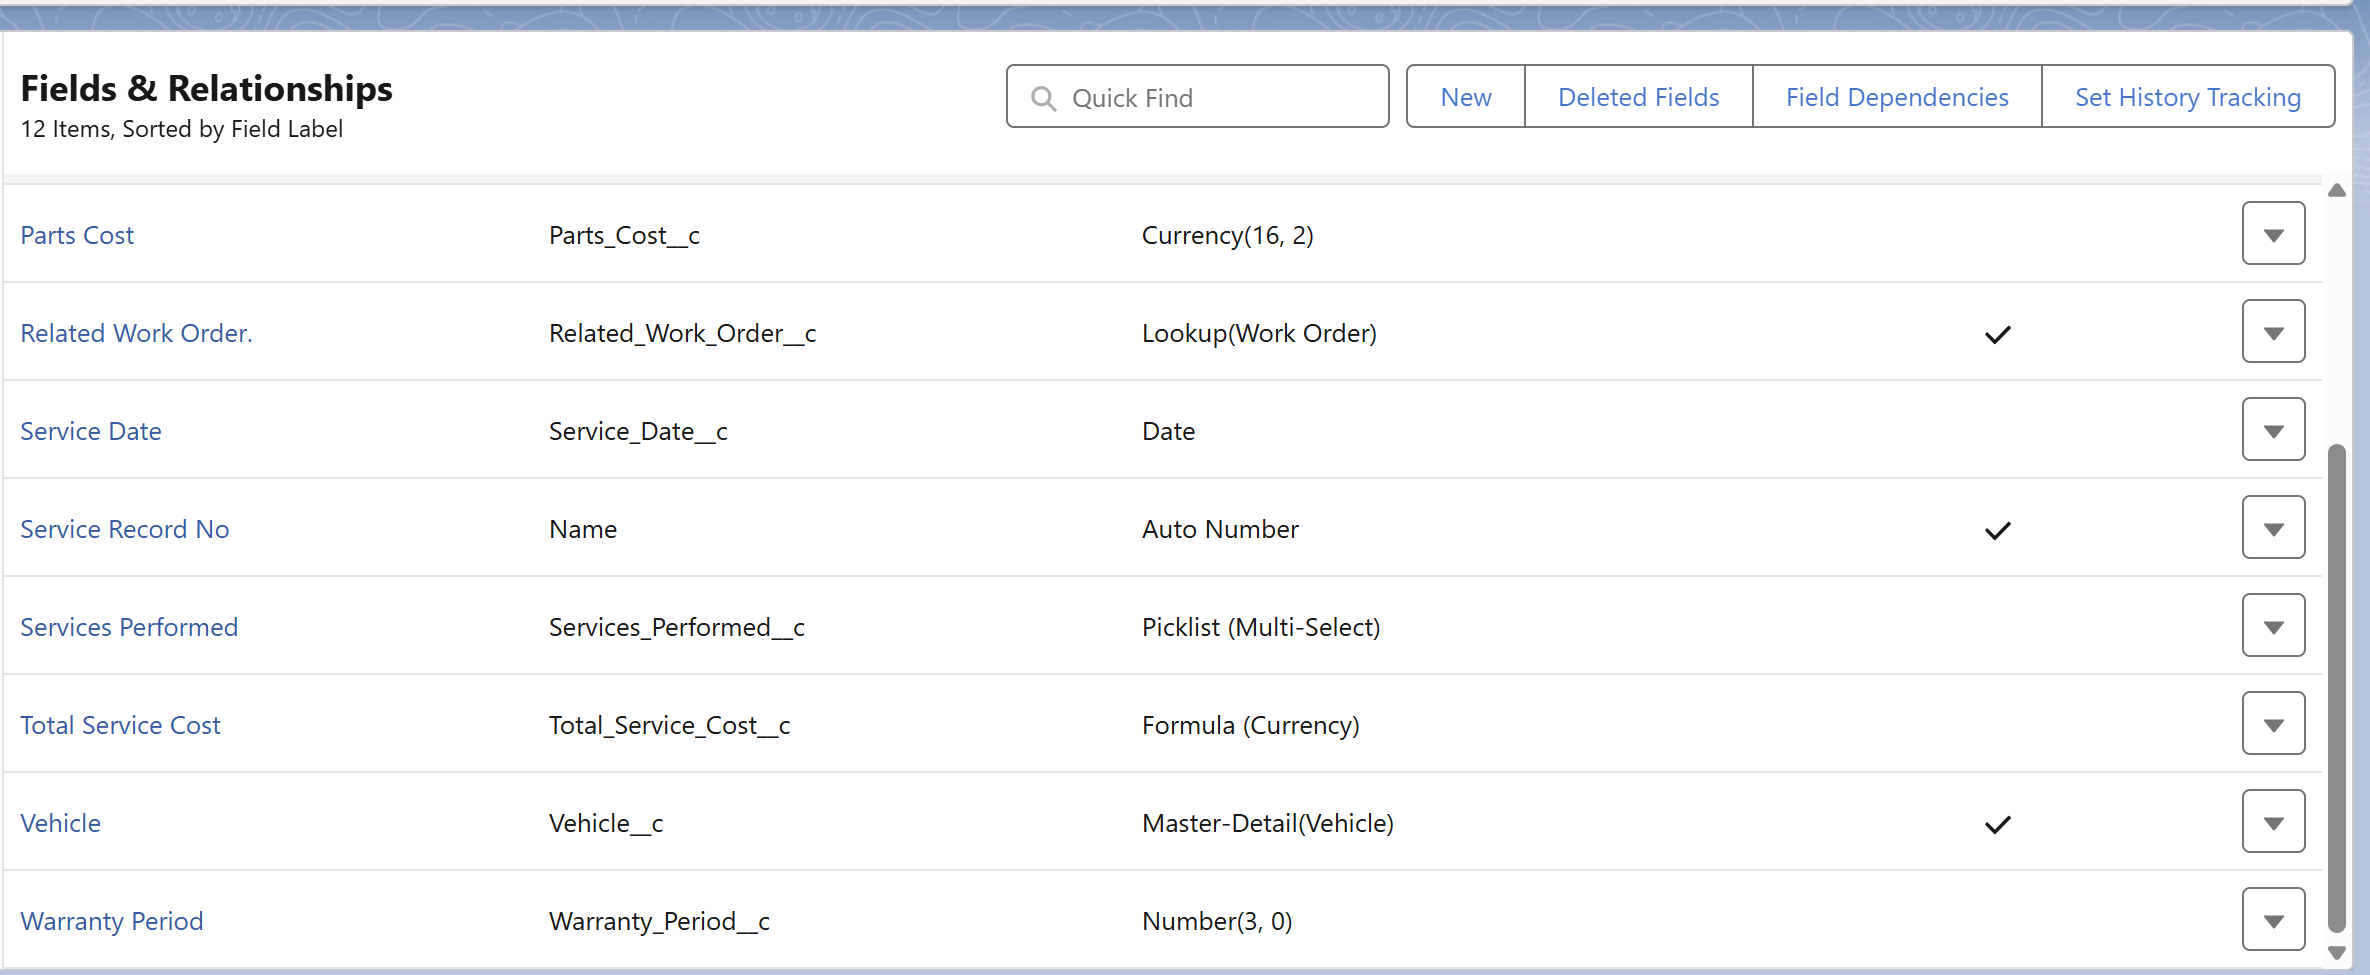 Fields & Relationships
12 Items, Sorted by Field Label
Quick Find
New Deleted Fields Field Dependencies Set History Tracking
Parts Cost Parts_Cost__c Currency(16, 2)
Related Work Order. Related_Work_Order__c Lookup(Work Order)
Service Date Service_Date__c Date
Service Record No Name Auto Number
Services Performed Services_Performed__c Picklist (Multi-Select)
Total Service Cost Total_Service_Cost__c Formula (Currency)
Vehicle Vehicle__c Master-Detail(Vehicle)
Warranty Period Warranty_Period__c Number(3, 0)